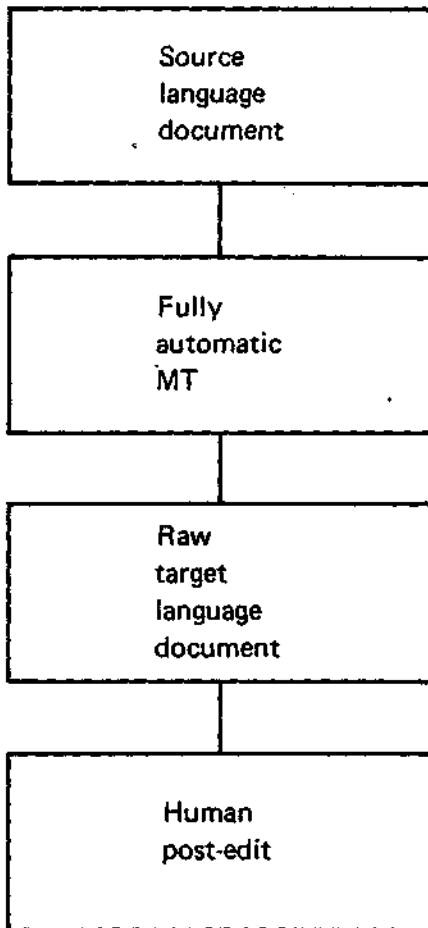 Source
language
document
Fully
automatic
MT
Raw
target
language
document
Human
post-edit